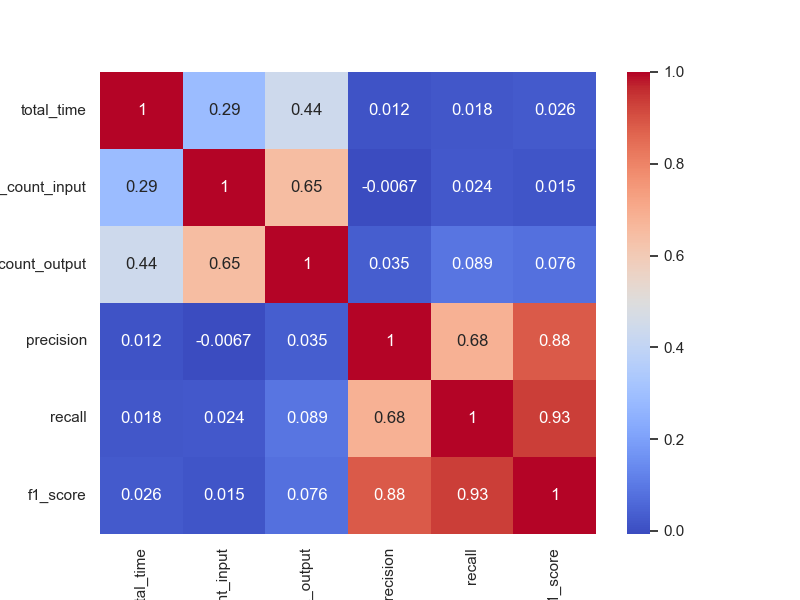 total_time 1 0.29 0.44 0.012 0.018 0.026
_count_input 0.29 1 0.65 -0.0067 0.024 0.015
count_output 0.44 0.65 1 0.035 0.089 0.076
precision 0.012 -0.0067 0.035 1 0.68 0.88
recall 0.018 0.024 0.089 0.68 1 0.93
f1_score 0.026 0.015 0.076 0.88 0.93 1
tal_time
nt_input
_output
recision
recall
1_score
1.0
0.8
0.6
0.4
0.2
0.0